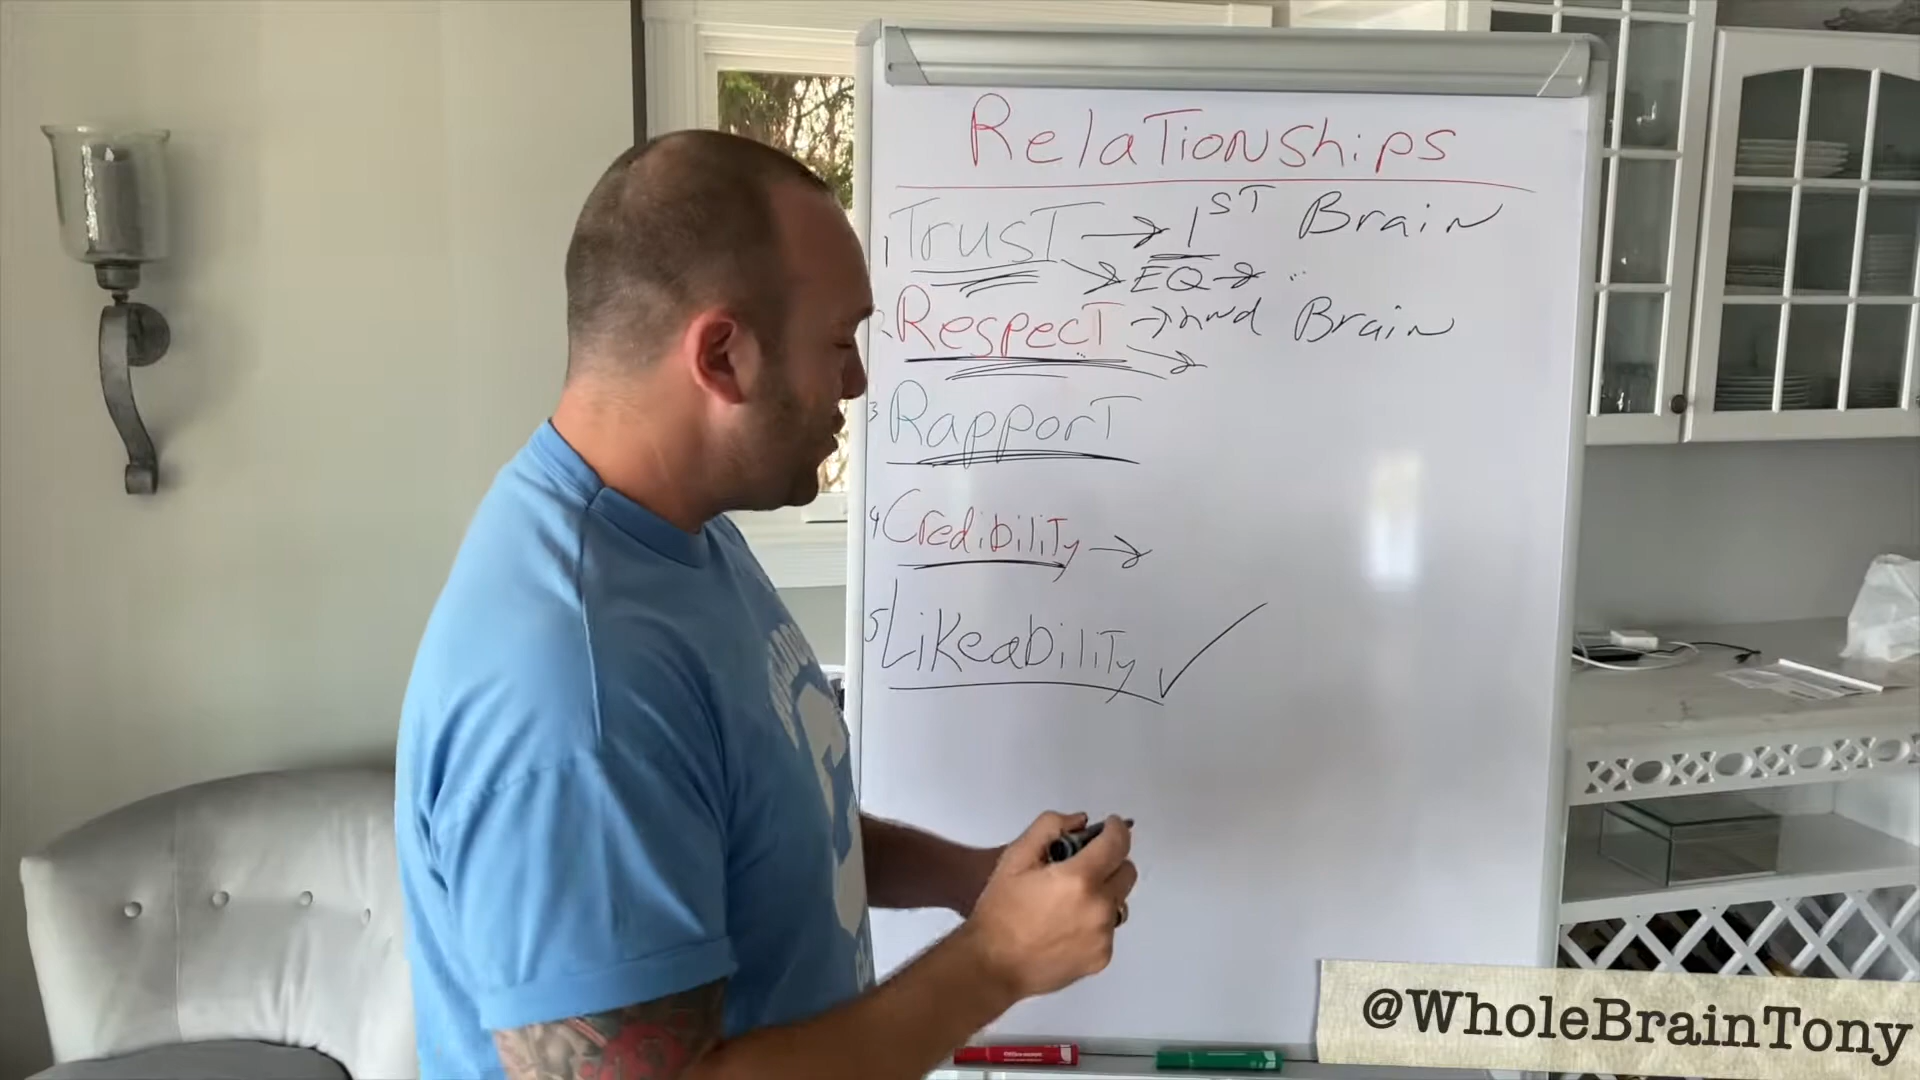 Relationships
1 Trust → 1ST Brain
→ EQ →
2. Respect → 2nd Brain
3 Rapport
4 Credibility →
5 Likeability ✓
@WholeBrainTony